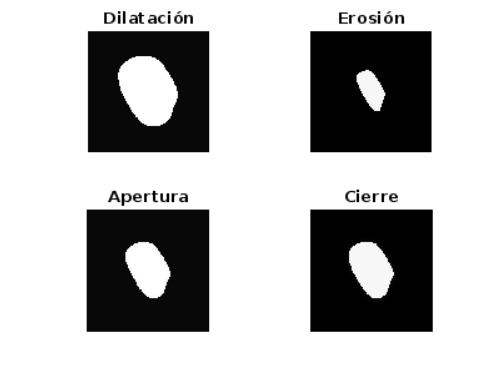 Dilatación
Erosión
Apertura
Cierre